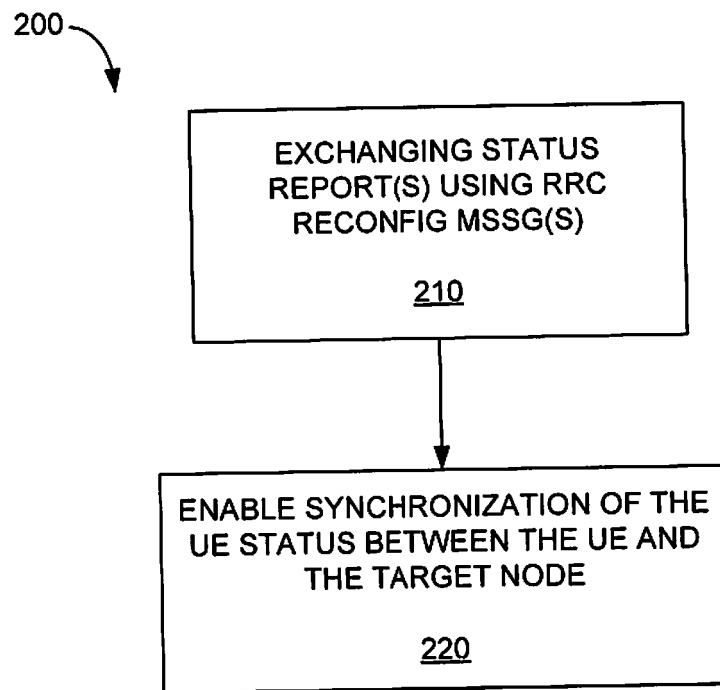 200
EXCHANGING STATUS
REPORT(S) USING RRC
RECONFIG MSSG(S)
210
ENABLE SYNCHRONIZATION OF THE
UE STATUS BETWEEN THE UE AND
THE TARGET NODE
220